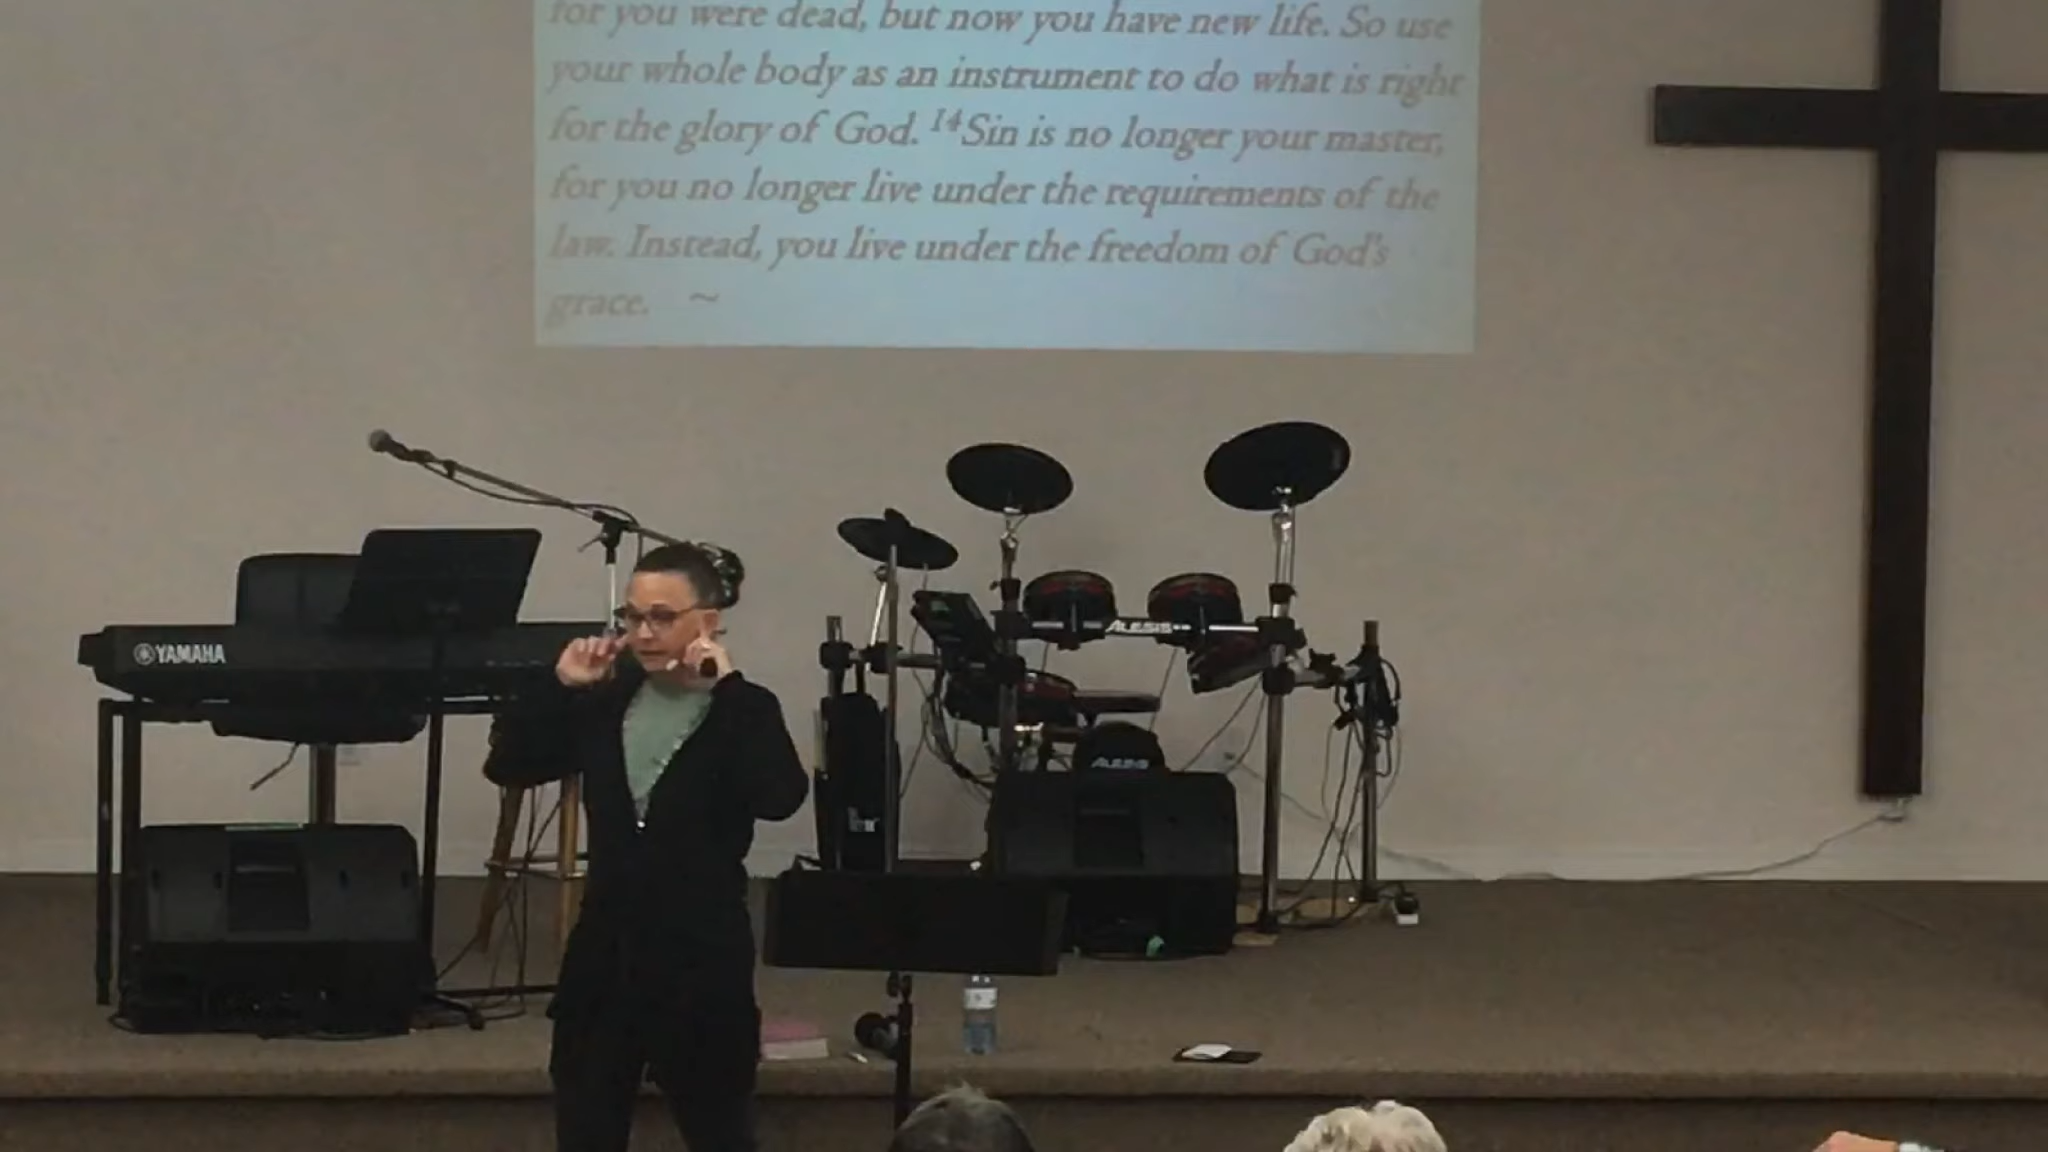 for you were dead, but now you have new life. So use
your whole body as an instrument to do what is right
for the glory of God. ¹⁴Sin is no longer your master,
for you no longer live under the requirements of the
law. Instead, you live under the freedom of God's
grace. ~
YAMAHA
ALESIS
ALESIS